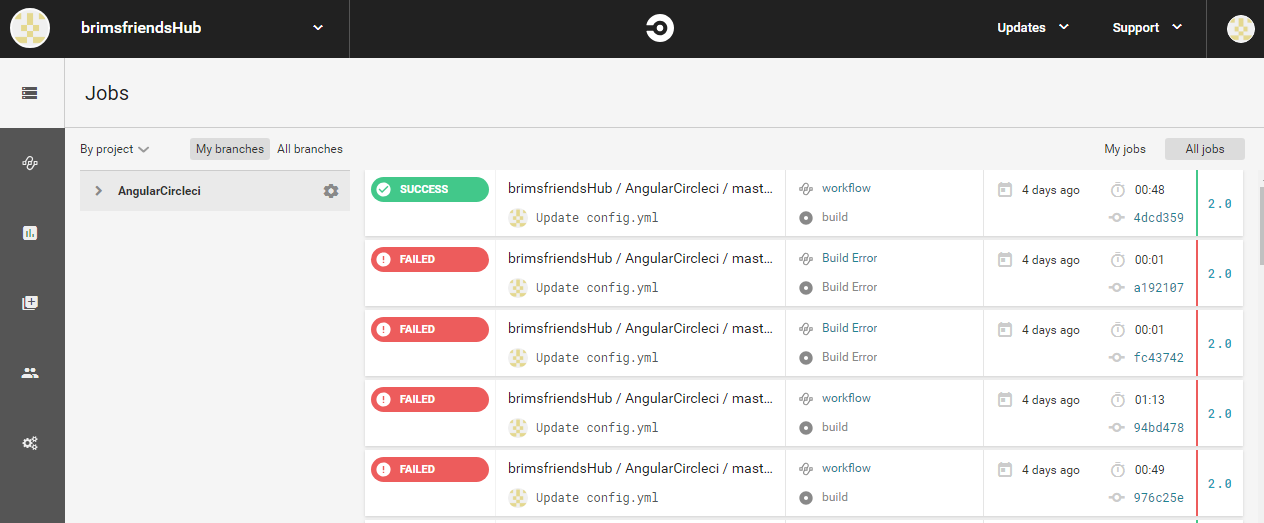 brimsfriendsHub
Updates
Support
Jobs
By project
My branches
All branches
My jobs
All jobs
AngularCircleci
SUCCESS
brimsfriendsHub / AngularCircleci / mast...
Update config.yml
workflow
build
4 days ago
00:48
4dcd359
2.0
FAILED
brimsfriendsHub / AngularCircleci / mast...
Update config.yml
Build Error
Build Error
4 days ago
00:01
a192107
2.0
FAILED
brimsfriendsHub / AngularCircleci / mast...
Update config.yml
Build Error
Build Error
4 days ago
00:01
fc43742
2.0
FAILED
brimsfriendsHub / AngularCircleci / mast...
Update config.yml
workflow
build
4 days ago
01:13
94bd478
2.0
FAILED
brimsfriendsHub / AngularCircleci / mast...
Update config.yml
workflow
build
4 days ago
00:49
976c25e
2.0